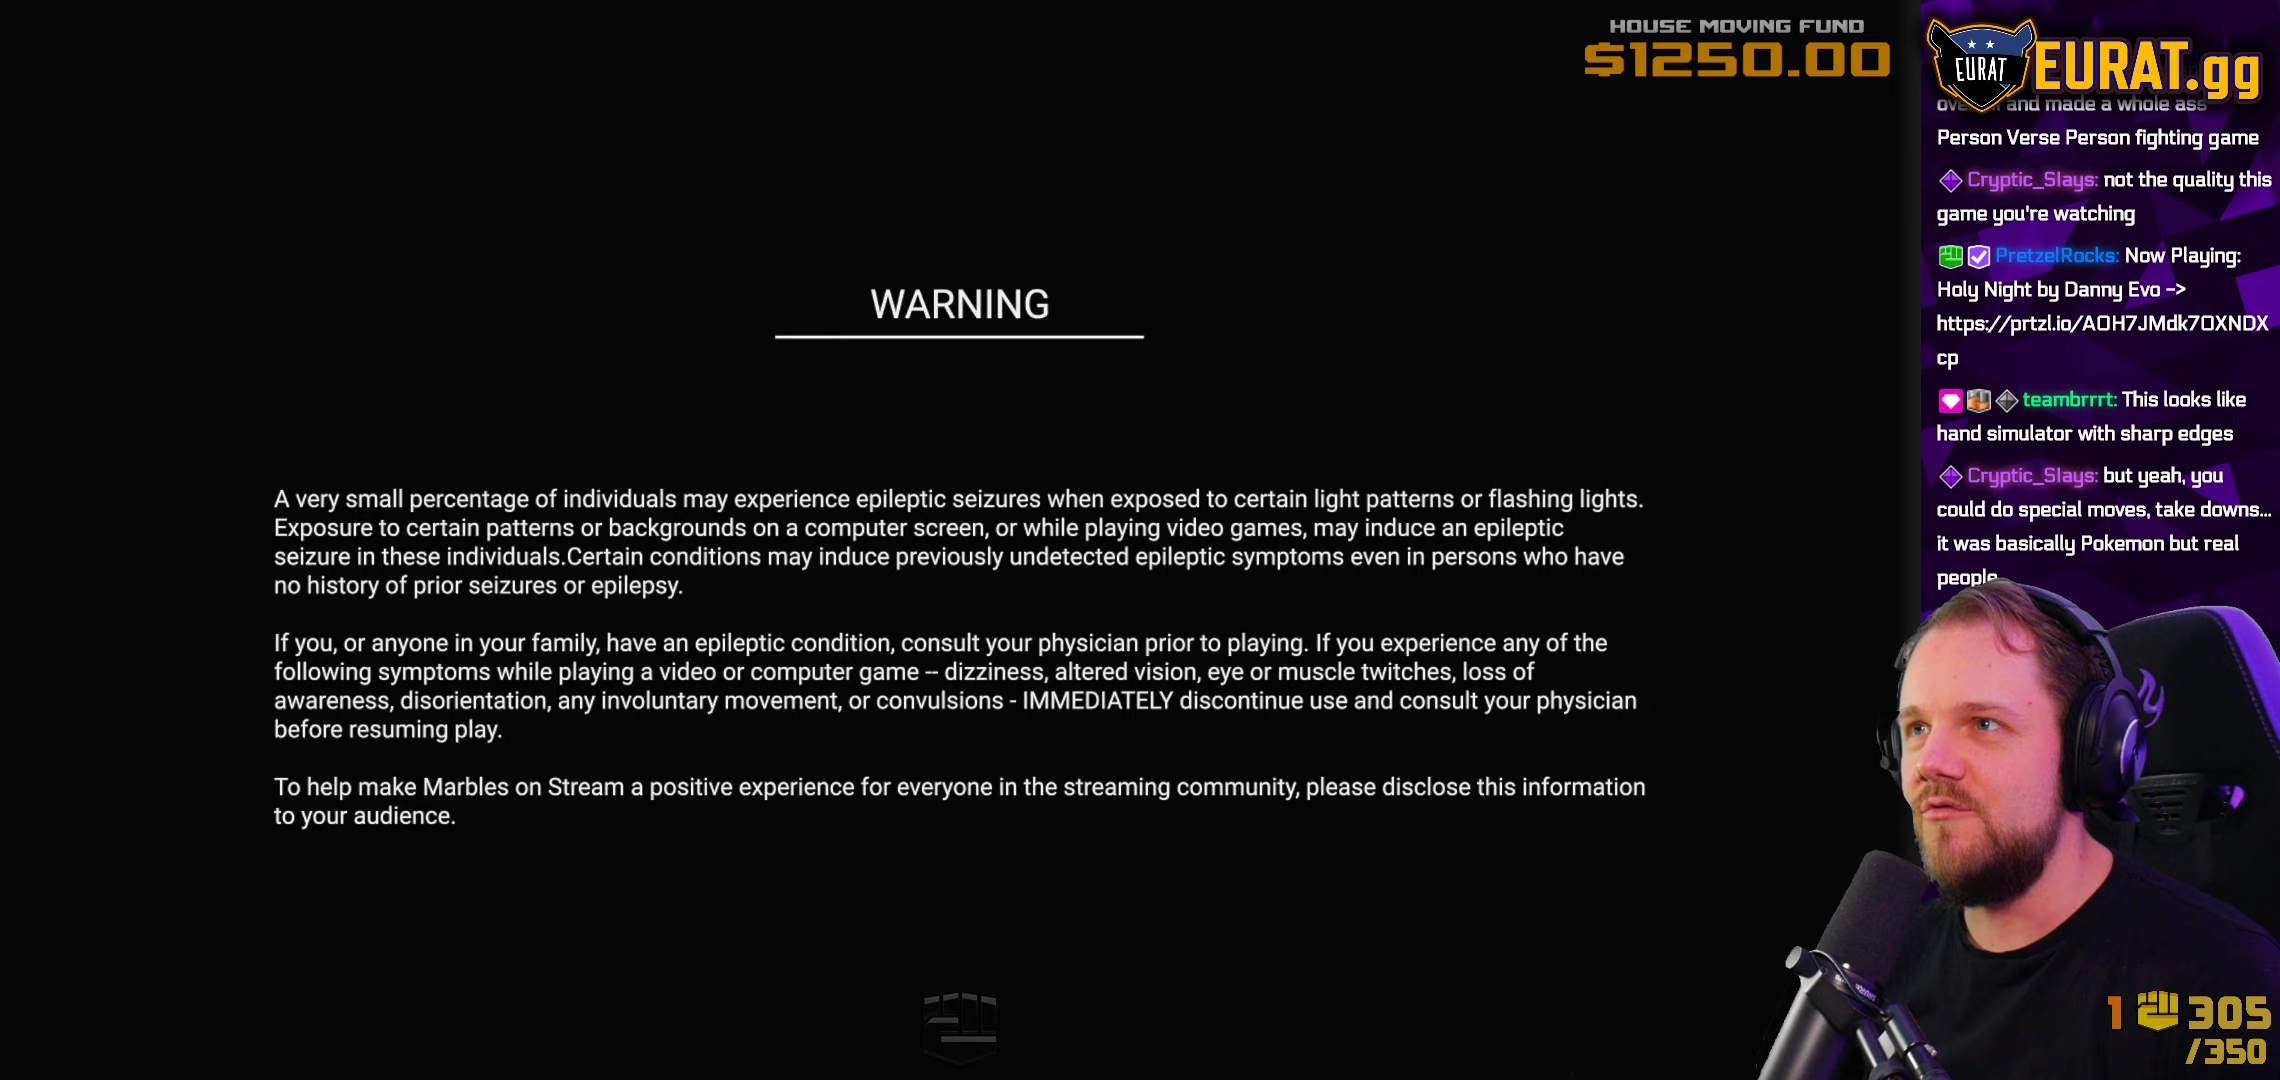 HOUSE MOVING FUND
$1250.00
EURAT
EURAT.gg
and made a whole ass
Person Verse Person fighting game
Cryptic_Slays: not the quality this
game you're watching
PretzelRocks: Now Playing:
Holy Night by Danny Evo ->
https://prtzl.io/AOH7JMdk7OXNDX
cp
teambrrrt: This looks like
hand simulator with sharp edges
Cryptic_Slays: but yeah, you
could do special moves, take downs...
it was basically Pokemon but real
people
WARNING
A very small percentage of individuals may experience epileptic seizures when exposed to certain light patterns or flashing lights.
Exposure to certain patterns or backgrounds on a computer screen, or while playing video games, may induce an epileptic
seizure in these individuals.Certain conditions may induce previously undetected epileptic symptoms even in persons who have
no history of prior seizures or epilepsy.
If you, or anyone in your family, have an epileptic condition, consult your physician prior to playing. If you experience any of the
following symptoms while playing a video or computer game -- dizziness, altered vision, eye or muscle twitches, loss of
awareness, disorientation, any involuntary movement, or convulsions - IMMEDIATELY discontinue use and consult your physician
before resuming play.
To help make Marbles on Stream a positive experience for everyone in the streaming community, please disclose this information
to your audience.
1 305
/350